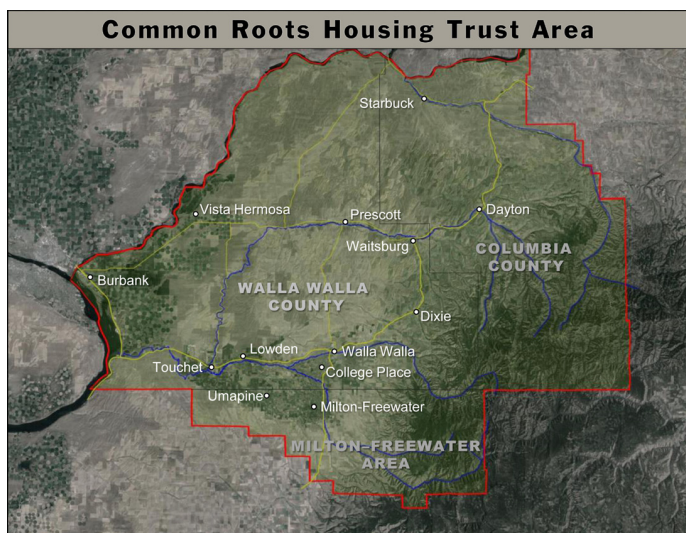 Common Roots Housing Trust Area
Starbuck
Vista Hermosa
Prescott
Dayton
Waitsburg
COLUMBIA
COUNTY
Burbank
WALLA WALLA
COUNTY
Dixie
Lowden
Walla Walla
Touchet
College Place
Umapine
Milton-Freewater
MILTON-FREEWATER
AREA